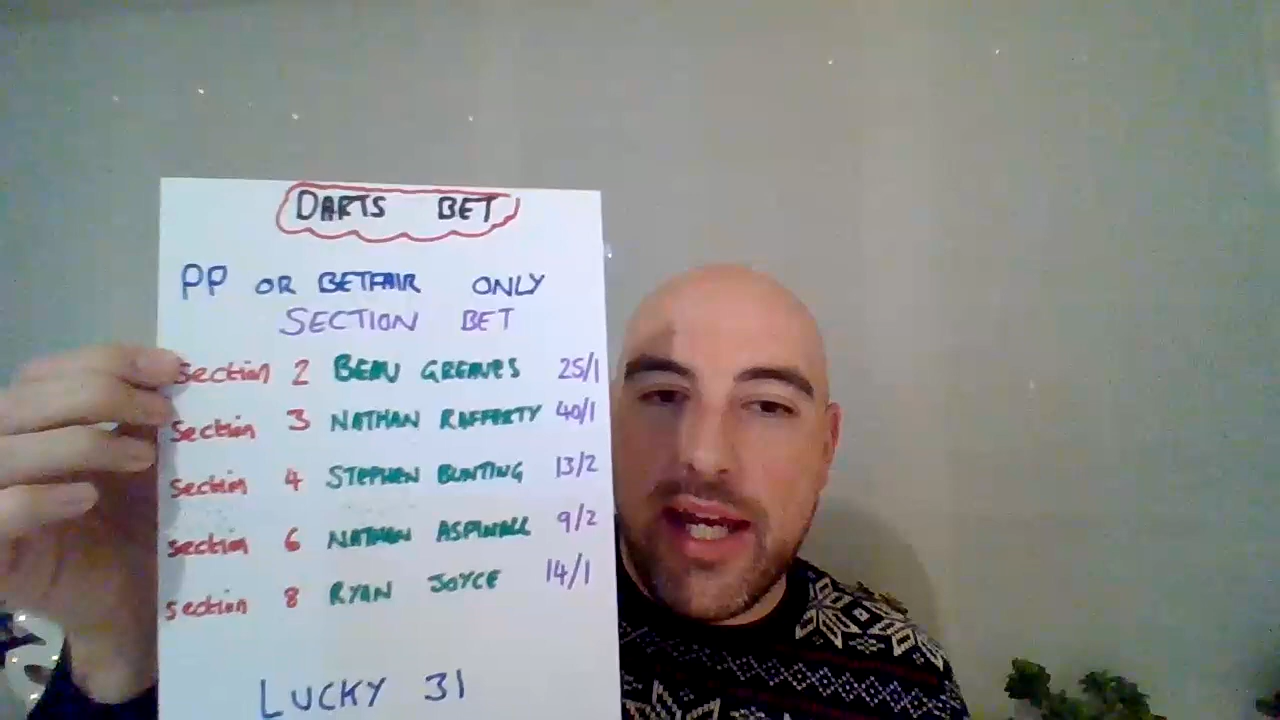 DARTS BET
PP OR BETFAIR ONLY
SECTION BET
Section 2 BEAU GREAVES 25/1
Section 3 NATHAN RAFFERTY 40/1
Section 4 STEPHEN BUNTING 13/2
Section 6 NATHAN ASPINALL 9/2
Section 8 RYAN JOYCE 14/1
LUCKY 31